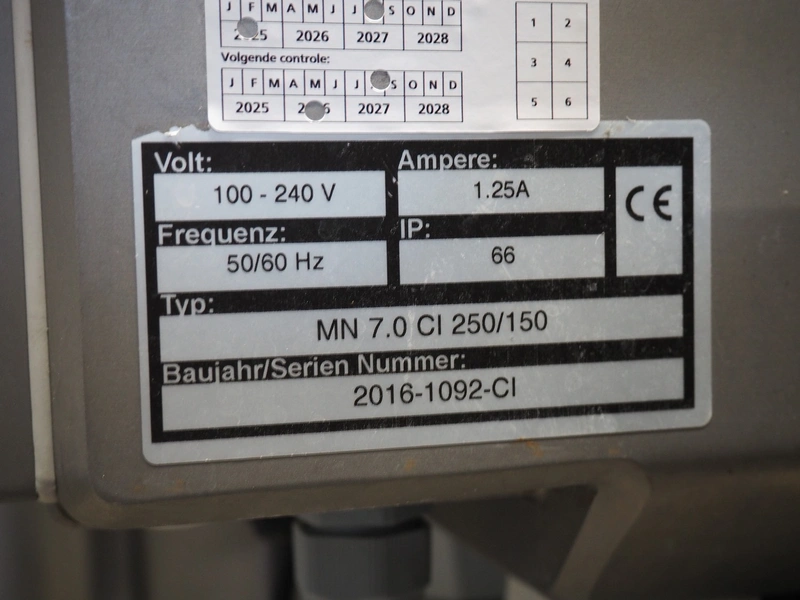 J F M A M J J S O N D
2026 2027 2028
Volgende controle:
J F M A M J J S O N D
2025 2027 2028
1 2
3 4
5 6
Volt: Ampere:
100 - 240 V 1.25A
CE
Frequenz: IP:
50/60 Hz 66
Typ:
MN 7.0 CI 250/150
Baujahr/Serien Nummer:
2016-1092-CI